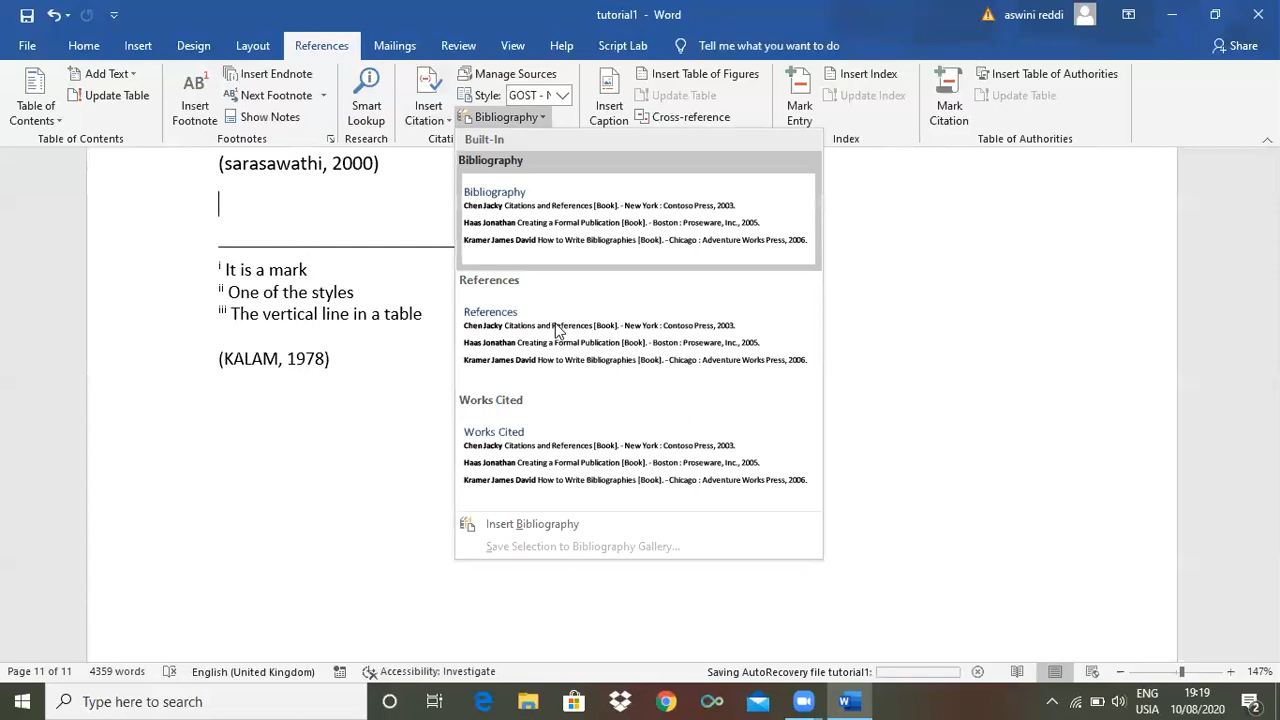 tutorial1 - Word
aswini reddi
File Home Insert Design Layout References Mailings Review View Help Script Lab Tell me what you want to do Share
Table of Contents
Add Text
Update Table
Table of Contents
AB1
Insert Footnote
Insert Endnote
Next Footnote
Show Notes
Footnotes
Smart Lookup
Research
Insert Citation
Manage Sources
Style: GOST - N
Bibliography
Insert Caption
Insert Table of Figures
Update Table
Cross-reference
Mark Entry
Insert Index
Update Index
Index
Mark Citation
Insert Table of Authorities
Update Table
Table of Authorities
Built-In
Bibliography
Bibliography
Chen Jacky Citations and References [Book]. - New York : Contoso Press, 2003.
Haas Jonathan Creating a Formal Publication [Book]. - Boston : Proseware, Inc., 2005.
Kramer James David How to Write Bibliographies [Book]. - Chicago : Adventure Works Press, 2006.
References
References
Chen Jacky Citations and References [Book]. - New York : Contoso Press, 2003.
Haas Jonathan Creating a Formal Publication [Book]. - Boston : Proseware, Inc., 2005.
Kramer James David How to Write Bibliographies [Book]. - Chicago : Adventure Works Press, 2006.
Works Cited
Works Cited
Chen Jacky Citations and References [Book]. - New York : Contoso Press, 2003.
Haas Jonathan Creating a Formal Publication [Book]. - Boston : Proseware, Inc., 2005.
Kramer James David How to Write Bibliographies [Book]. - Chicago : Adventure Works Press, 2006.
Insert Bibliography
Save Selection to Bibliography Gallery...
(sarasawathi, 2000)
i It is a mark
ii One of the styles
iii The vertical line in a table
(KALAM, 1978)
Page 11 of 11 4359 words English (United Kingdom) Accessibility: Investigate Saving AutoRecovery file tutorial1: 147%
Type here to search
ENG
USIA
19:19
10/08/2020
2